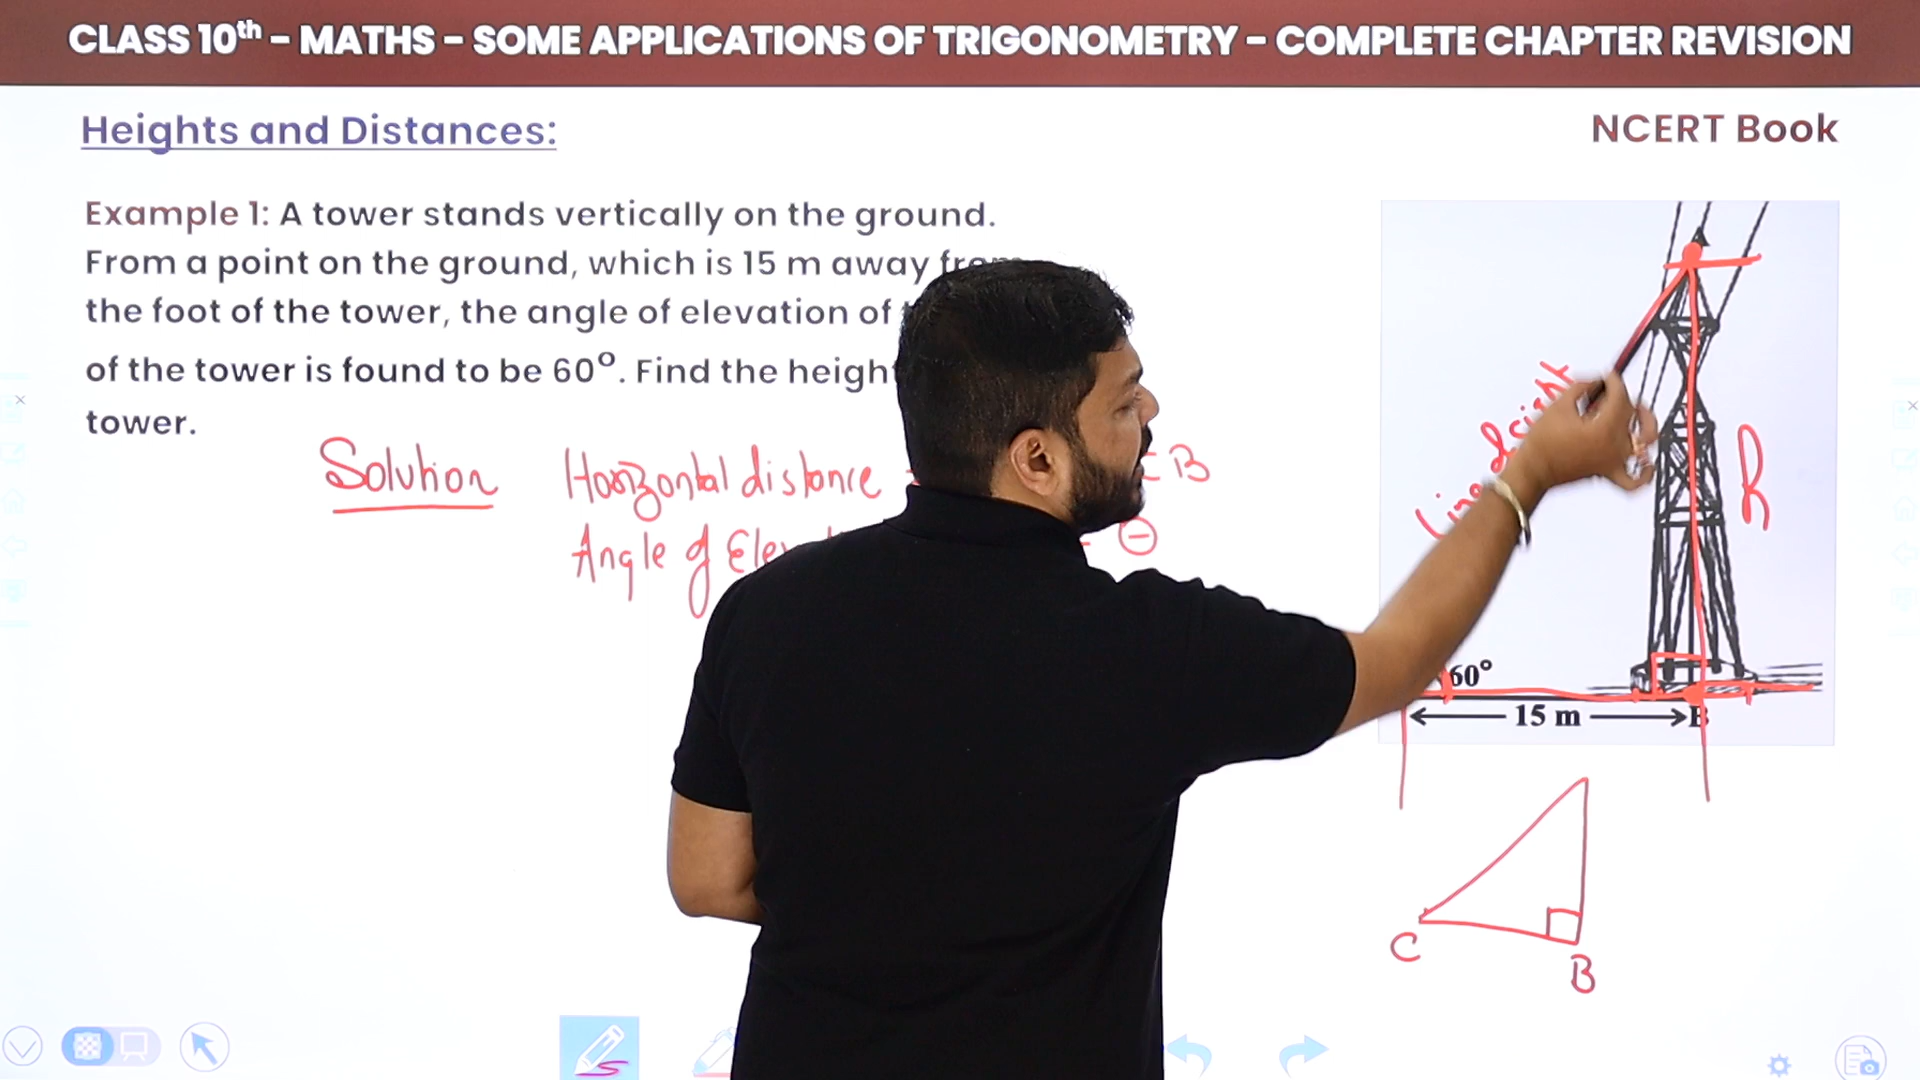 CLASS 10th – MATHS – SOME APPLICATIONS OF TRIGONOMETRY – COMPLETE CHAPTER REVISION
Heights and Distances:
NCERT Book
Example 1: A tower stands vertically on the ground.
From a point on the ground, which is 15 m away
the foot of the tower, the angle of elevation of
of the tower is found to be 60°. Find the height
tower.
Solution Horizontal distance B
Angle of θ
Line of sight
h
60°
15 m B
C
B